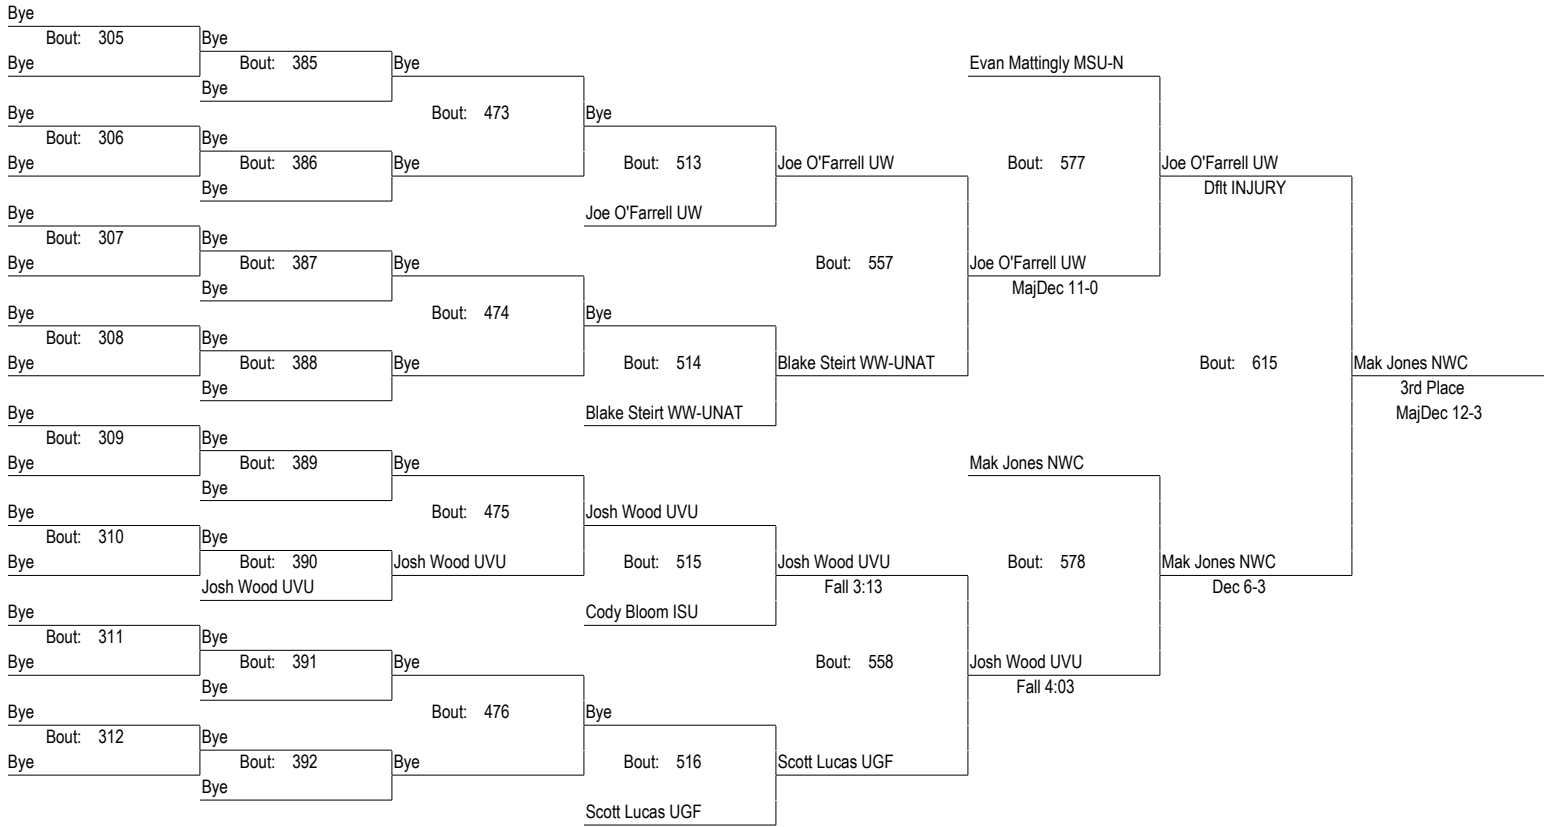 Bye
Bout: 305 Bye
Bye Bout: 385 Bye Evan Mattingly MSU-N
Bye
Bye Bout: 473 Bye
Bout: 306 Bye
Bye Bout: 386 Bye Bout: 513 Joe O'Farrell UW Bout: 577 Joe O'Farrell UW
Bye Dflt INJURY
Bye Joe O'Farrell UW
Bout: 307 Bye
Bye Bout: 387 Bye Bout: 557 Joe O'Farrell UW
Bye MajDec 11-0
Bye Bout: 474 Bye
Bout: 308 Bye
Bye Bout: 388 Bye Bout: 514 Blake Steirt WW-UNAT Bout: 615 Mak Jones NWC
Bye 3rd Place
Bye Blake Steirt WW-UNAT MajDec 12-3
Bout: 309 Bye
Bye Bout: 389 Bye Mak Jones NWC
Bye
Bye Bout: 475 Josh Wood UVU
Bout: 310 Bye
Bye Bout: 390 Josh Wood UVU Bout: 515 Josh Wood UVU Bout: 578 Mak Jones NWC
Josh Wood UVU Fall 3:13 Dec 6-3
Bye Cody Bloom ISU
Bout: 311 Bye
Bye Bout: 391 Bye Bout: 558 Josh Wood UVU
Bye Fall 4:03
Bye Bout: 476 Bye
Bout: 312 Bye
Bye Bout: 392 Bye Bout: 516 Scott Lucas UGF
Bye
Scott Lucas UGF